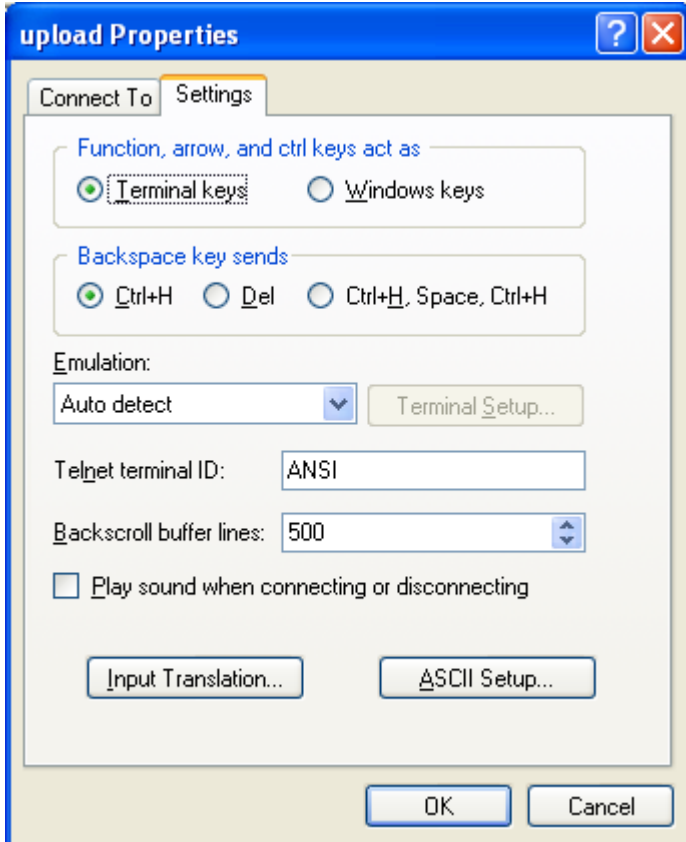 upload Properties
Connect To Settings
Function, arrow, and ctrl keys act as
Terminal keys Windows keys
Backspace key sends
Ctrl+H Del Ctrl+H, Space, Ctrl+H
Emulation:
Auto detect Terminal Setup...
Telnet terminal ID: ANSI
Backscroll buffer lines: 500
Play sound when connecting or disconnecting
Input Translation... ASCII Setup...
OK Cancel